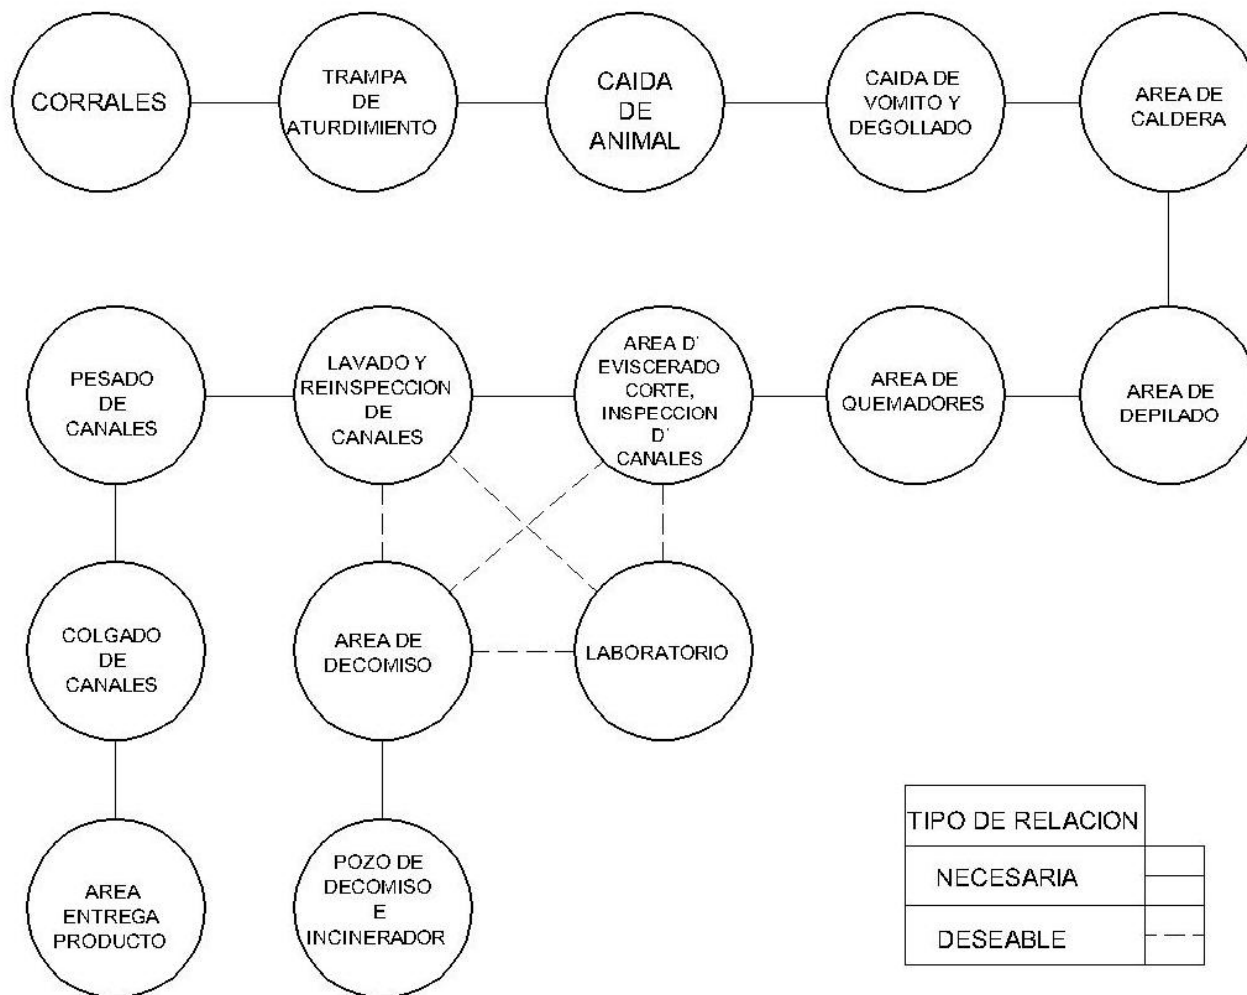 CORRALES
TRAMPA
DE
ATURDIMIENTO
CAIDA
DE
ANIMAL
CAIDA DE
VOMITO Y
DEGOLLADO
AREA DE
CALDERA
PESADO
DE
CANALES
LAVADO Y
REINSPECCION
DE
CANALES
AREA D'
EVISCERADO
CORTE,
INSPECCION
D'
CANALES
AREA DE
QUEMADORES
AREA DE
DEPILADO
COLGADO
DE
CANALES
AREA DE
DECOMISO
LABORATORIO
AREA
ENTREGA
PRODUCTO
POZO DE
DECOMISO
E
INCINERADOR
TIPO DE RELACION
NECESARIA
DESEABLE